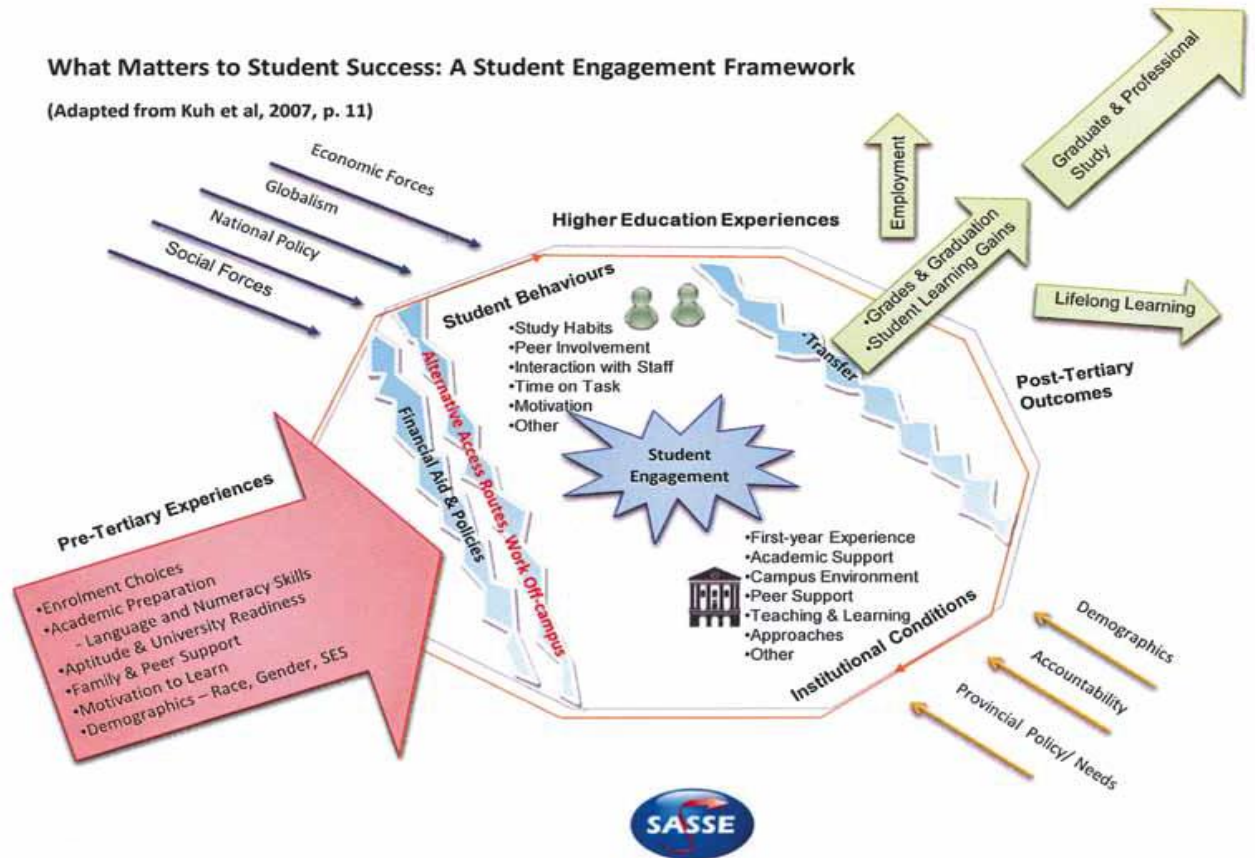 What Matters to Student Success: A Student Engagement Framework
(Adapted from Kuh et al, 2007, p. 11)
Economic Forces
Globalism
National Policy
Social Forces
Higher Education Experiences
Employment
Graduate & Professional
Study
•Grades & Graduation
•Student Learning Gains
Lifelong Learning
Post-Tertiary
Outcomes
Student Behaviours
•Study Habits
•Peer Involvement
•Interaction with Staff
•Time on Task
•Motivation
•Other
•Transfer
Alternative Access Routes, Work Off-campus
Financial Aid & Policies
Student
Engagement
Pre-Tertiary Experiences
•Enrolment Choices
•Academic Preparation
- Language and Numeracy Skills
•Aptitude & University Readiness
•Family & Peer Support
•Motivation to Learn
•Demographics – Race, Gender, SES
•First-year Experience
•Academic Support
•Campus Environment
•Peer Support
•Teaching & Learning
•Approaches
•Other
Institutional Conditions
Demographics
Accountability
Provincial Policy/ Needs
SASSE